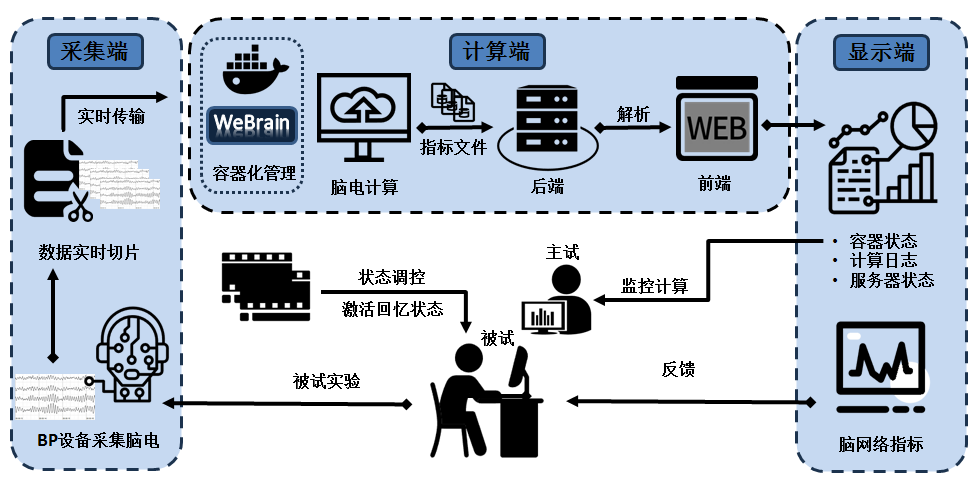 采集端
计算端
显示端
实时传输
WeBrain
容器化管理
脑电计算
指标文件
后端
解析
WEB
前端
数据实时切片
状态调控
激活回忆状态
主试
监控计算
• 容器状态
• 计算日志
• 服务器状态
被试
被试实验
反馈
BP设备采集脑电
脑网络指标